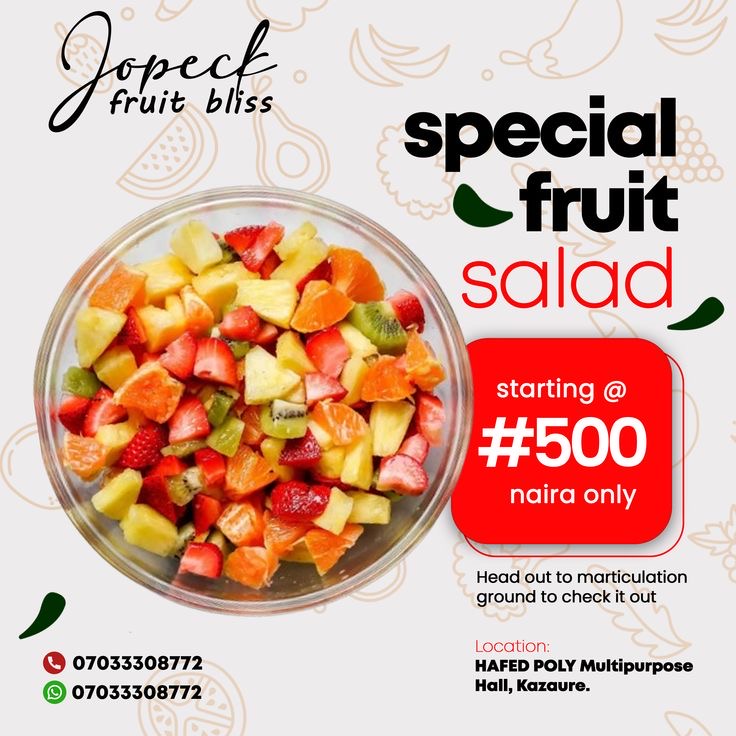 Jopeck
fruit bliss
special
fruit
salad
starting @
#500
naira only
Head out to marticulation
ground to check it out
Location:
HAFED POLY Multipurpose
Hall, Kazaure.
07033308772
07033308772